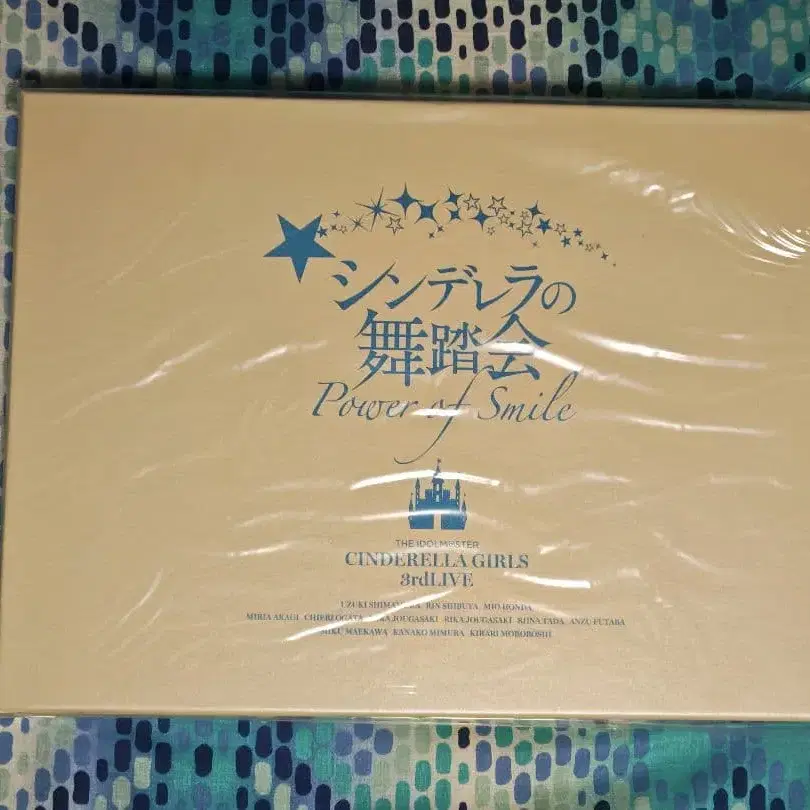 シンデレラの
舞踏会
Power of Smile
THE IDOLM@STER
CINDERELLA GIRLS
3rdLIVE
UZUKI SHIMAMURA RIN SHIBUYA MIO HONDA
MIRIA AKAGI CHIERI OGATA MIKA JOUGASAKI RIKA JOUGASAKI RIINA TADA ANZU FUTABA
MIKU MAEKAWA KANAKO MIMURA KIRARI MOROBOSHI